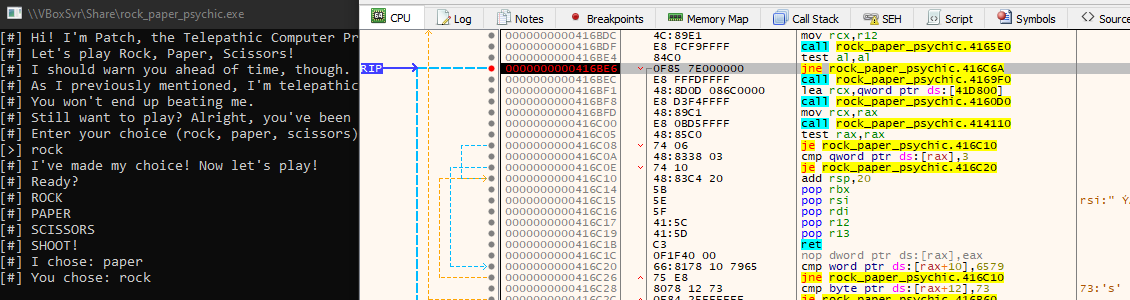 \\VBoxSvr\Share\rock_paper_psychic.exe
[#] Hi! I'm Patch, the Telepathic Computer Pr
[#] Let's play Rock, Paper, Scissors!
[#] I should warn you ahead of time, though.
[#] As I previously mentioned, I'm telepathic
[#] You won't end up beating me.
[#] Still want to play? Alright, you've been
[#] Enter your choice (rock, paper, scissors)
[>] rock
[#] I've made my choice! Now let's play!
[#] Ready?
[#] ROCK
[#] PAPER
[#] SCISSORS
[#] SHOOT!
[#] I chose: paper
[#] You chose: rock
CPU Log Notes Breakpoints Memory Map Call Stack SEH Script Symbols Source
0000000000416BDC 4C:89E1 mov rcx,r12
0000000000416BDF E8 FCF9FFFF call rock_paper_psychic.4165E0
0000000000416BE4 84C0 test al,al
RIP 0000000000416BE6 0F85 7E000000 jne rock_paper_psychic.416C6A
0000000000416BEC E8 FFFDFFFF call rock_paper_psychic.4169F0
0000000000416BF1 48:8D0D 086C0000 lea rcx,qword ptr ds:[41D800]
0000000000416BF8 E8 D3F4FFFF call rock_paper_psychic.4160D0
0000000000416BFD 48:89C1 mov rcx,rax
0000000000416C00 E8 0BD5FFFF call rock_paper_psychic.414110
0000000000416C05 48:85C0 test rax,rax
0000000000416C08 74 06 je rock_paper_psychic.416C10
0000000000416C0A 48:8338 03 cmp qword ptr ds:[rax],3
0000000000416C0E 74 10 je rock_paper_psychic.416C20
0000000000416C10 48:83C4 20 add rsp,20
0000000000416C14 5B pop rbx
0000000000416C15 5E pop rsi
0000000000416C16 5F pop rdi
0000000000416C17 41:5C pop r12
0000000000416C19 41:5D pop r13
0000000000416C1B C3 ret
0000000000416C1C 0F1F40 00 nop dword ptr ds:[rax],eax
0000000000416C20 66:8178 10 7965 cmp word ptr ds:[rax+10],6579
0000000000416C26 75 E8 jne rock_paper_psychic.416C10
0000000000416C28 8078 12 73 cmp byte ptr ds:[rax+12],73 73:'s'